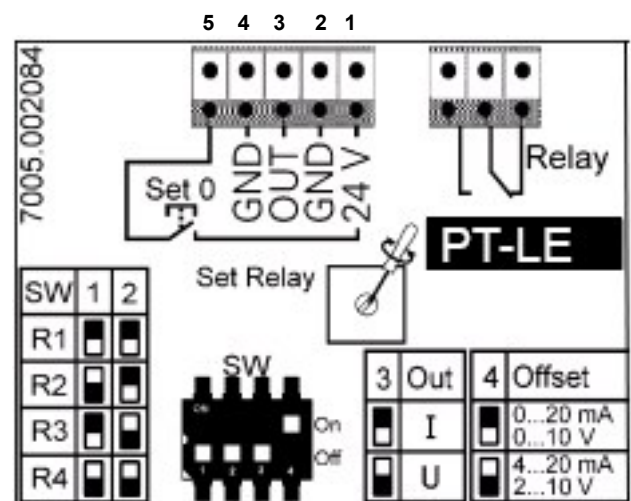 5 4 3 2 1
7005.002084
Set 0
GND
OUT
GND
24 V
Relay
PT-LE
Set Relay
SW 1 2
R1
R2
R3
R4
SW
ON
On
Off
1 2 3 4
3 Out
I
U
4 Offset
0...20 mA
0...10 V
4...20 mA
2...10 V